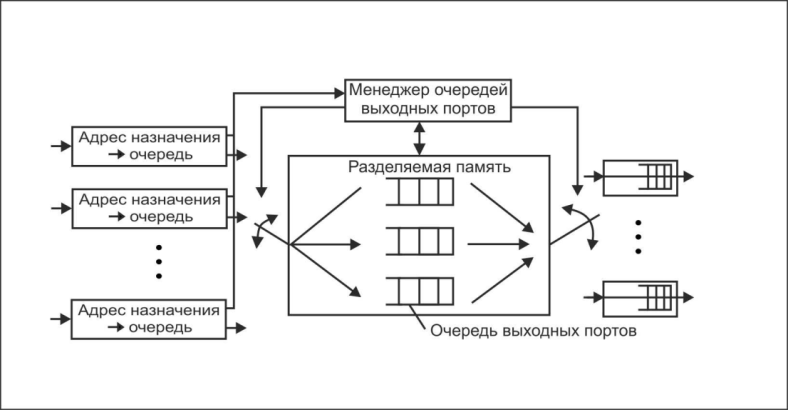 Менеджер очередей
выходных портов
Адрес назначения
очередь
Разделяемая память
Адрес назначения
очередь
Адрес назначения
очередь
Очередь выходных портов